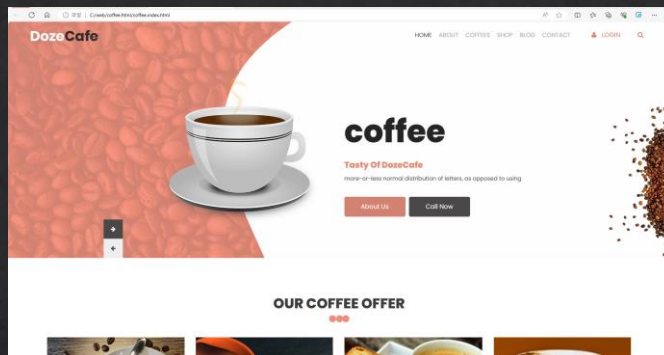 C:/web/coffee.html/coffee.index.html
DozeCafe
HOME ABOUT COFFEES SHOP BLOG CONTACT LOGIN
coffee
Tasty Of DozeCafe
more-or-less normal distribution of letters, as opposed to using
About Us Call Now
OUR COFFEE OFFER